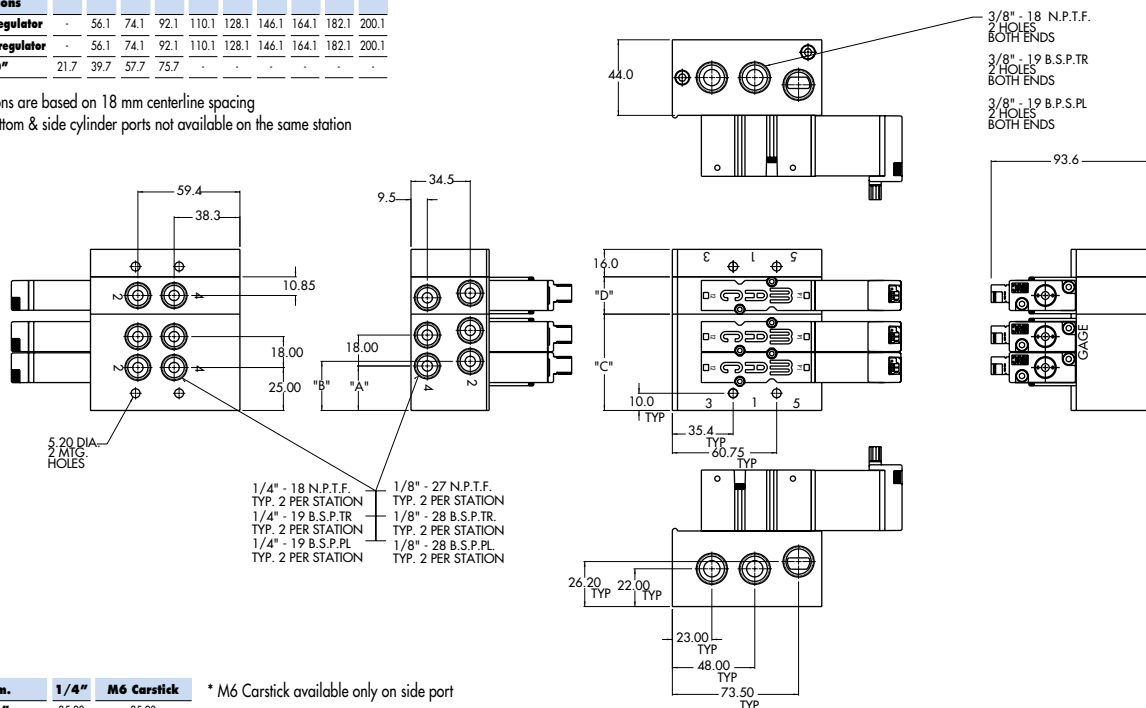 egulator - 56.1 74.1 92.1 110.1 128.1 146.1 164.1 182.1 200.1
regulator - 56.1 74.1 92.1 110.1 128.1 146.1 164.1 182.1 200.1
21.7 39.7 57.7 75.7 - - - - - -
ons are based on 18 mm centerline spacing
ttom & side cylinder ports not available on the same station
3/8" - 18 N.P.T.F.
2 HOLES
BOTH ENDS
3/8" - 19 B.S.P.TR
2 HOLES
BOTH ENDS
3/8" - 19 B.P.S.PL
2 HOLES
BOTH ENDS
44.0
93.6
59.4
38.3
10.85
18.00
25.00
2
4
2
4
5.20 DIA.
2 MTG.
HOLES
34.5
9.5
18.00
"B"
"A"
4
2
16.0
"D"
"C"
10.0
TYP
3 1 5
3 1 5
35.4
TYP
60.75
TYP
GAGE
1/4" - 18 N.P.T.F.
TYP. 2 PER STATION
1/4" - 19 B.S.P.TR
TYP. 2 PER STATION
1/4" - 19 B.S.P.PL
TYP. 2 PER STATION
1/8" - 27 N.P.T.F.
TYP. 2 PER STATION
1/8" - 28 B.S.P.TR.
TYP. 2 PER STATION
1/8" - 28 B.S.P.PL.
TYP. 2 PER STATION
26.20
TYP
22.00
TYP
23.00
TYP
48.00
TYP
73.50
TYP
m. 1/4" M6 Carstick
* M6 Carstick available only on side port